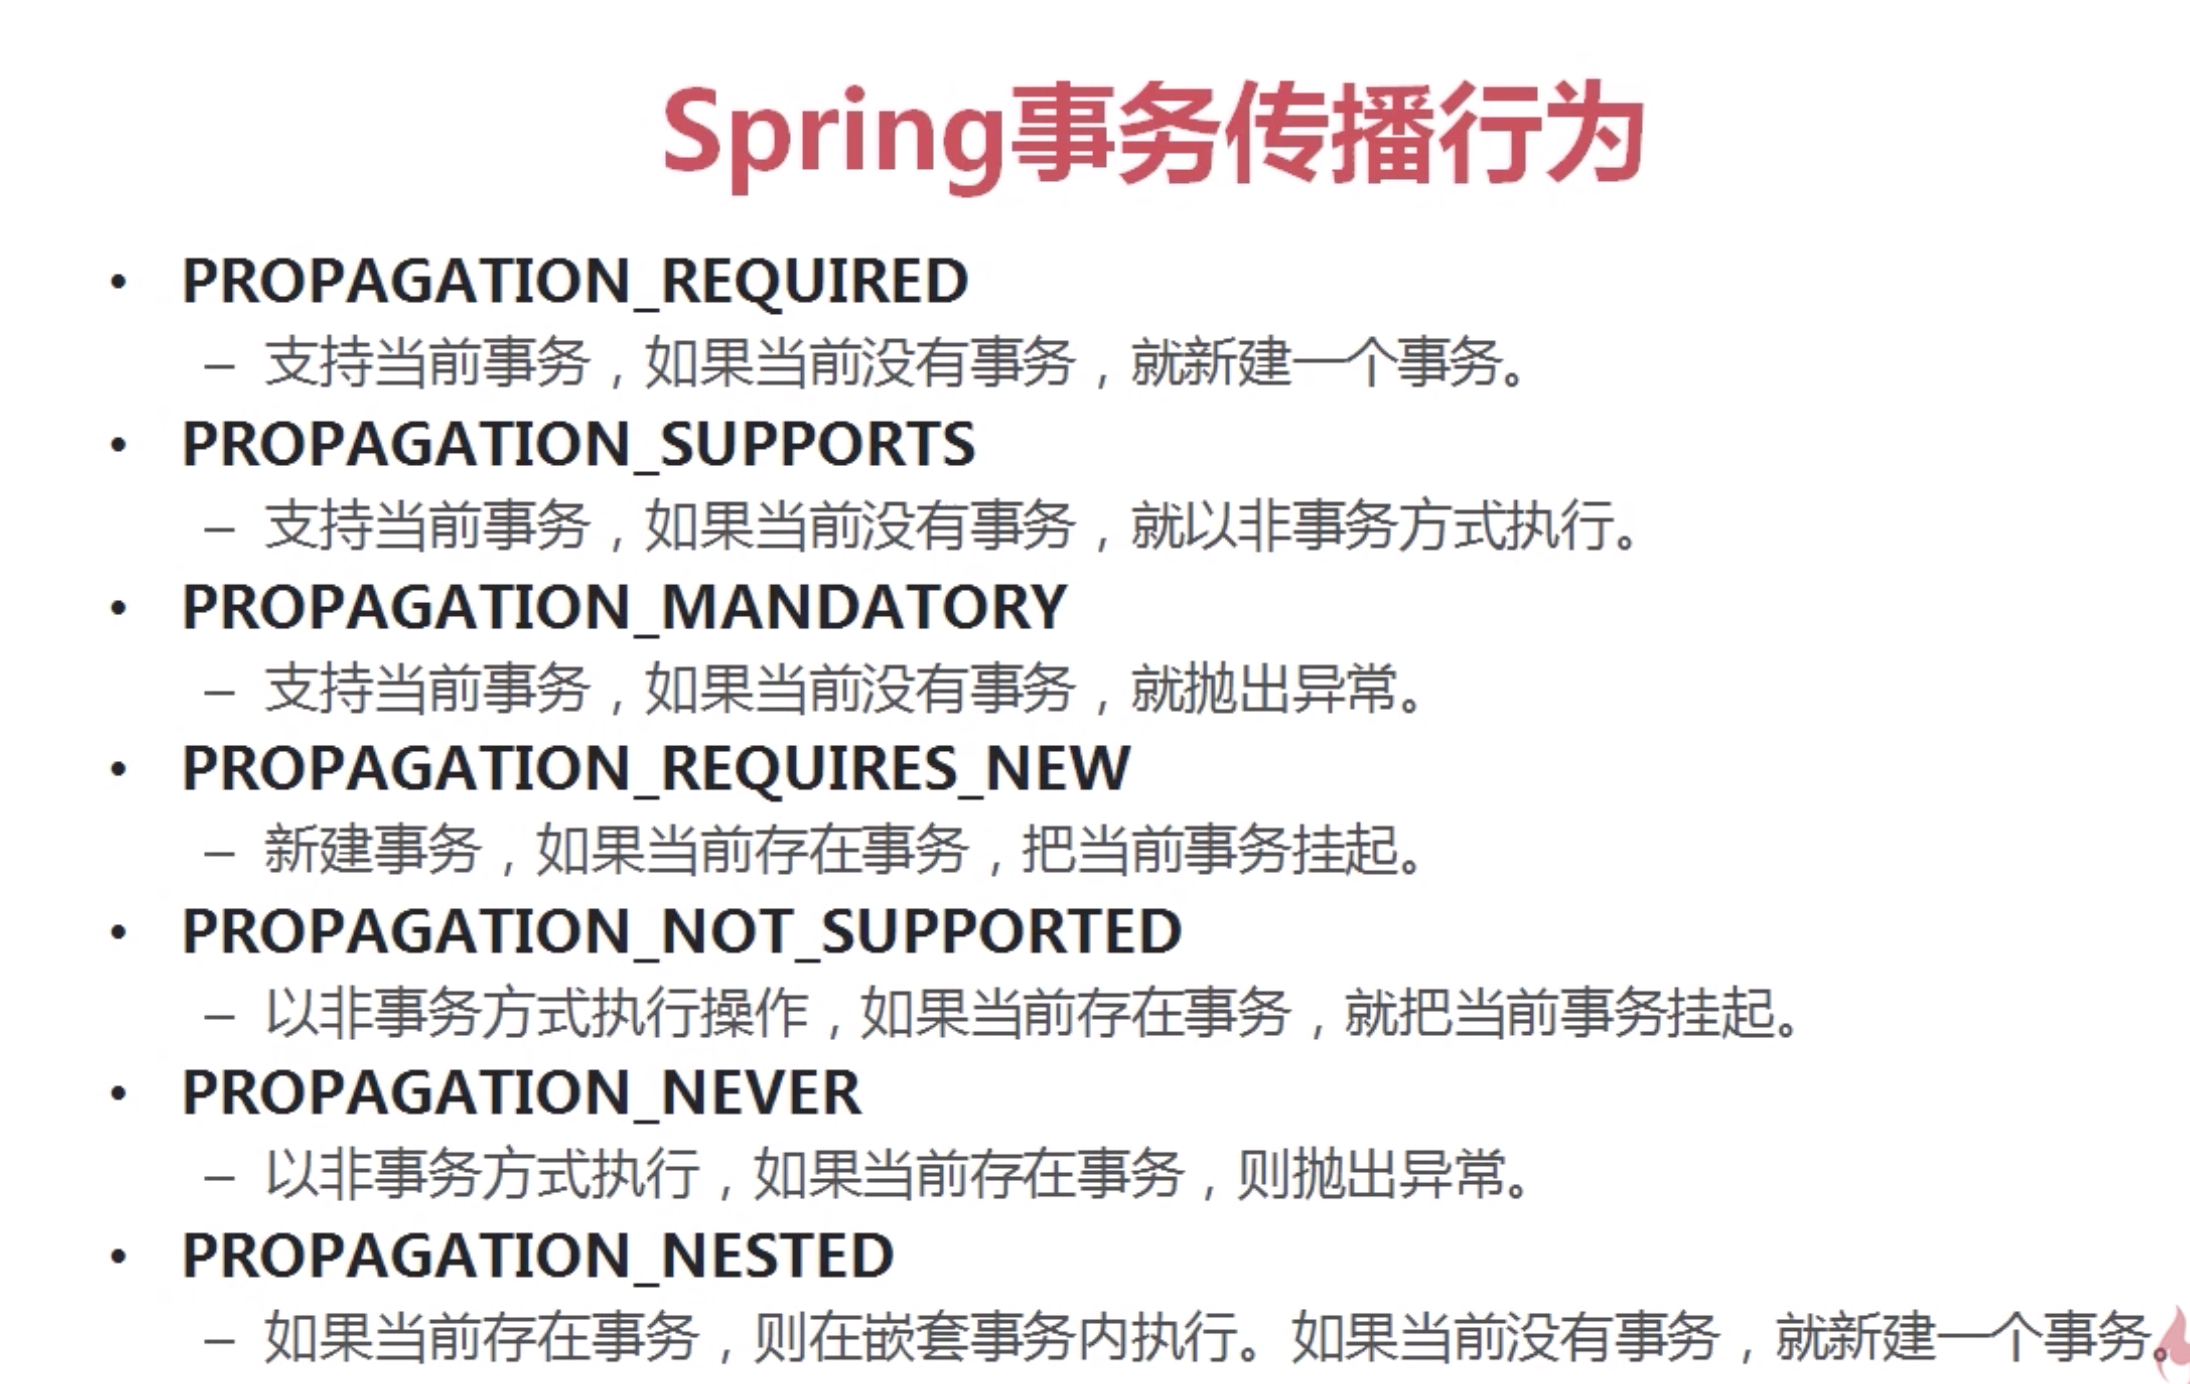 Spring事务传播行为
• PROPAGATION_REQUIRED
– 支持当前事务，如果当前没有事务，就新建一个事务。
• PROPAGATION_SUPPORTS
– 支持当前事务，如果当前没有事务，就以非事务方式执行。
• PROPAGATION_MANDATORY
– 支持当前事务，如果当前没有事务，就抛出异常。
• PROPAGATION_REQUIRES_NEW
– 新建事务，如果当前存在事务，把当前事务挂起。
• PROPAGATION_NOT_SUPPORTED
– 以非事务方式执行操作，如果当前存在事务，就把当前事务挂起。
• PROPAGATION_NEVER
– 以非事务方式执行，如果当前存在事务，则抛出异常。
• PROPAGATION_NESTED
– 如果当前存在事务，则在嵌套事务内执行。如果当前没有事务，就新建一个事务。